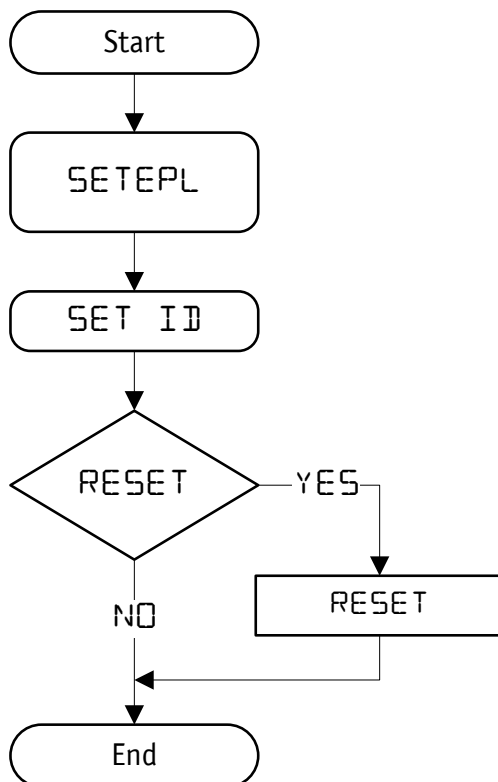 Start
SETEPL
SET ID
RESET
YES
RESET
NO
End